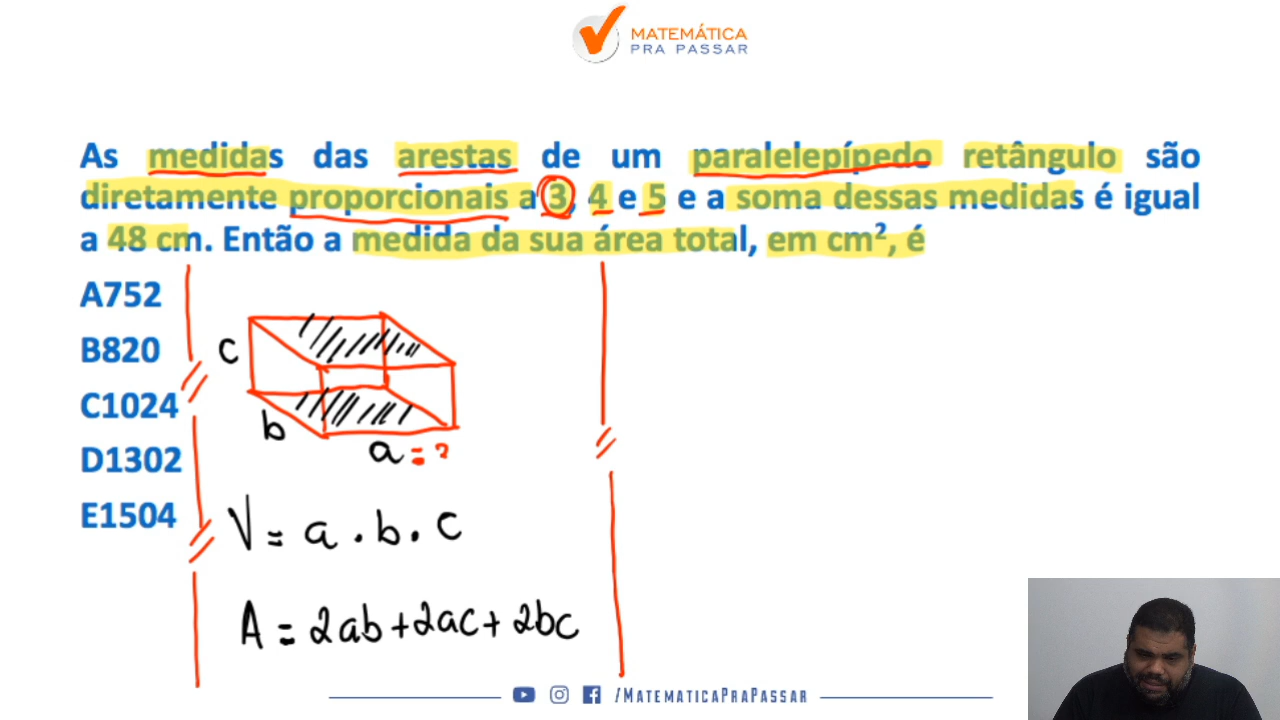 MATEMÁTICA
PRA PASSAR
As medidas das arestas de um paralelepípedo retângulo são
diretamente proporcionais a 3, 4 e 5 e a soma dessas medidas é igual
a 48 cm. Então a medida da sua área total, em cm², é
A752
B820
C1024
D1302
E1504
c
b
a = ?
V = a . b . c
A = 2ab + 2ac + 2bc
/MATEMATICAPRAPASSAR